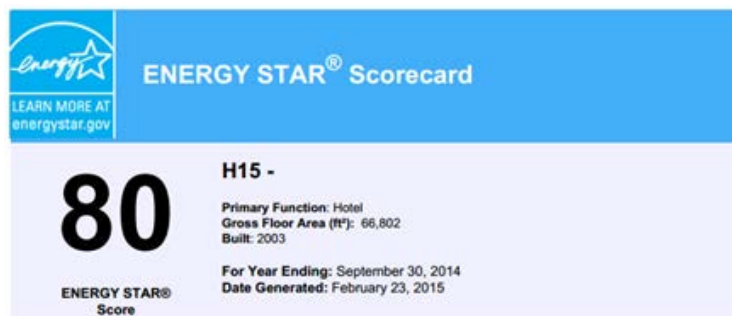 energy
LEARN MORE AT
energystar.gov
ENERGY STAR® Scorecard
80
ENERGY STAR®
Score
H15 -
Primary Function: Hotel
Gross Floor Area (ft²): 66,802
Built: 2003
For Year Ending: September 30, 2014
Date Generated: February 23, 2015